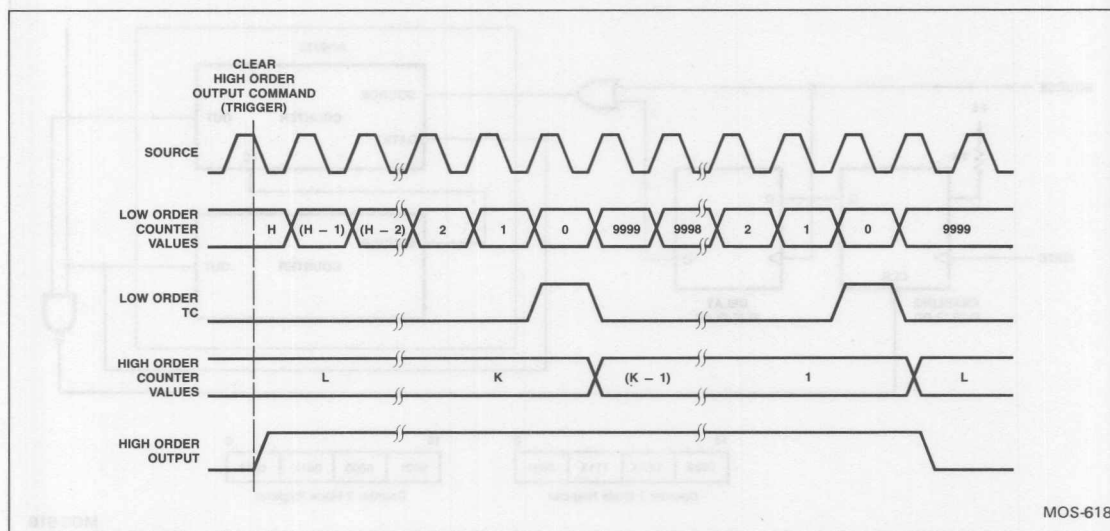 CLEAR
HIGH ORDER
OUTPUT COMMAND
(TRIGGER)
SOURCE
LOW ORDER
COUNTER
VALUES
H (H – 1) (H – 2) 2 1 0 9999 9998 2 1 0 9999
LOW ORDER
TC
HIGH ORDER
COUNTER
VALUES
L K (K – 1) 1 L
HIGH ORDER
OUTPUT
MOS-618